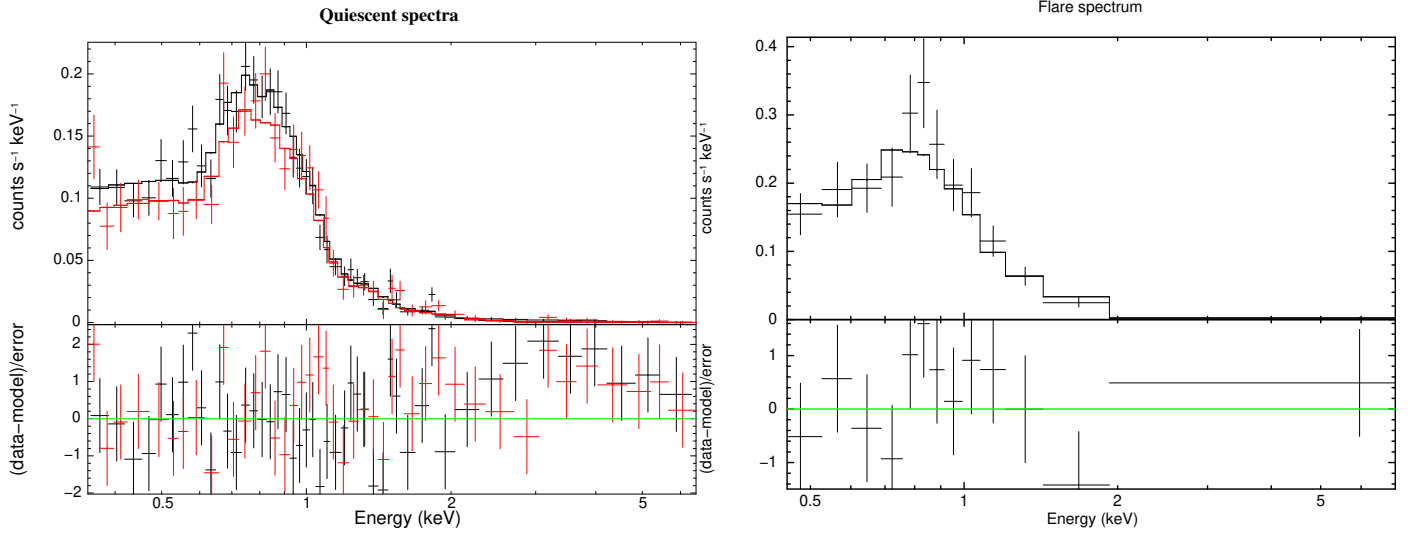 Quiescent spectra
counts s⁻¹ keV⁻¹
0.2
0.15
0.1
0.05
0
(data−model)/error
2
1
0
−1
−2
0.5 1 2 5
Energy (keV)
Flare spectrum
counts s⁻¹ keV⁻¹
0.4
0.3
0.2
0.1
0
(data−model)/error
1
0
−1
0.5 1 2 5
Energy (keV)